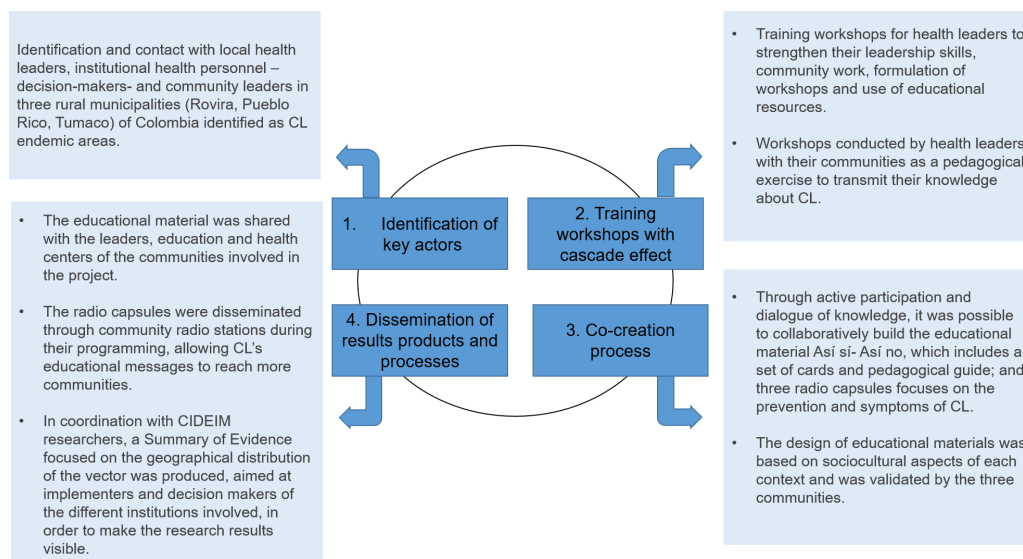 Identification and contact with local health
leaders, institutional health personnel –
decision-makers- and community leaders in
three rural municipalities (Rovira, Pueblo
Rico, Tumaco) of Colombia identified as CL
endemic areas.
• Training workshops for health leaders to
strengthen their leadership skills,
community work, formulation of
workshops and use of educational
resources.
• Workshops conducted by health leaders
with their communities as a pedagogical
exercise to transmit their knowledge
about CL.
1. Identification of
key actors
2. Training
workshops with
cascade effect
4. Dissemination of
results products and
processes
3. Co-creation
process
• The educational material was shared
with the leaders, education and health
centers of the communities involved in
the project.
• The radio capsules were disseminated
through community radio stations during
their programming, allowing CL's
educational messages to reach more
communities.
• In coordination with CIDEIM
researchers, a Summary of Evidence
focused on the geographical distribution
of the vector was produced, aimed at
implementers and decision makers of
the different institutions involved, in
order to make the research results
visible.
• Through active participation and
dialogue of knowledge, it was possible
to collaboratively build the educational
material Así sí- Así no, which includes a
set of cards and pedagogical guide; and
three radio capsules focuses on the
prevention and symptoms of CL.
• The design of educational materials was
based on sociocultural aspects of each
context and was validated by the three
communities.